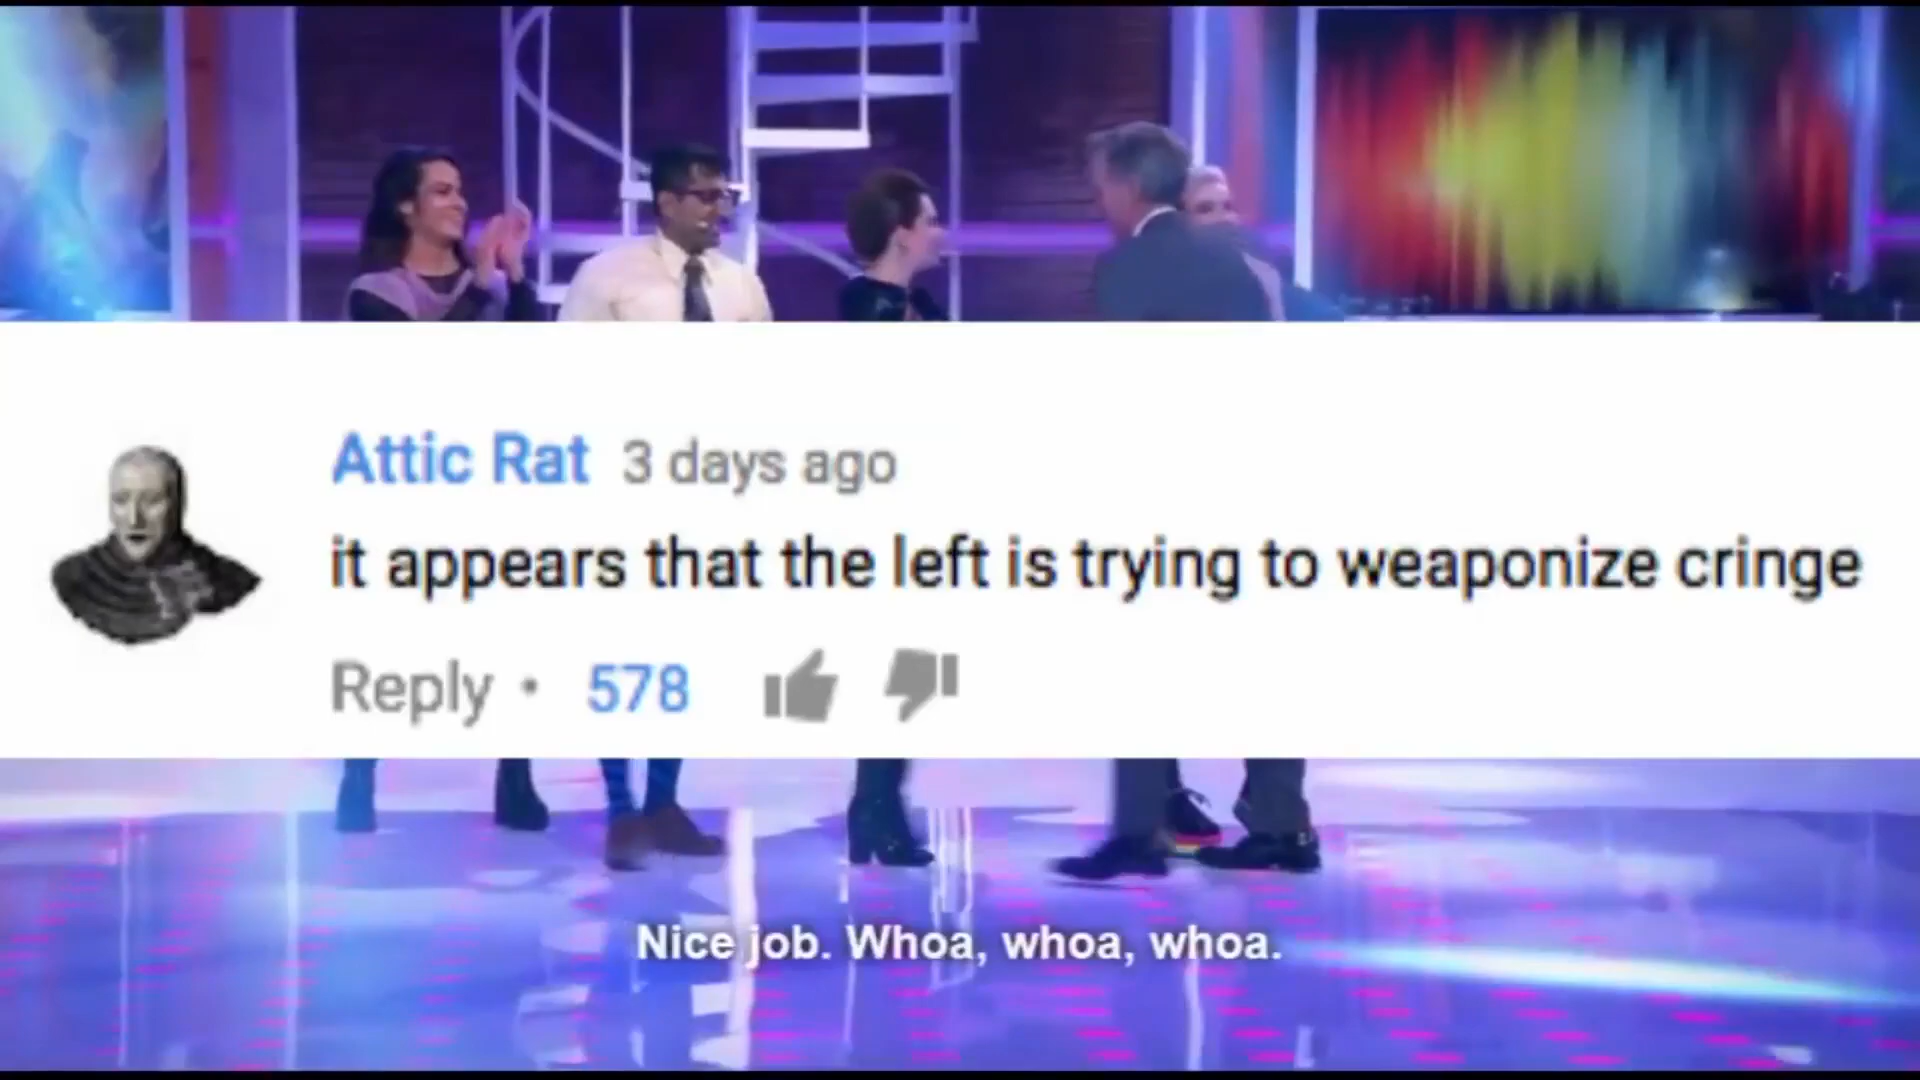 Attic Rat 3 days ago
it appears that the left is trying to weaponize cringe
Reply • 578
Nice job. Whoa, whoa, whoa.